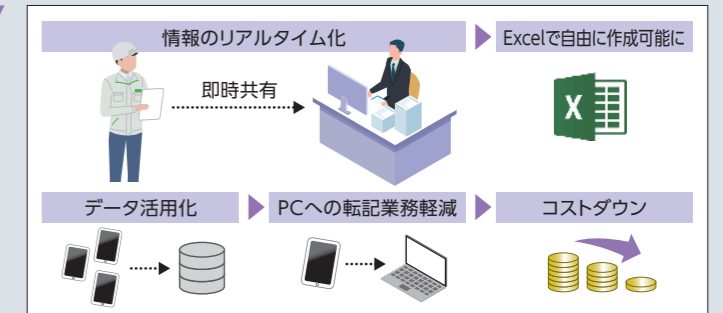 情報のリアルタイム化
Excelで自由に作成可能に
即時共有
X
データ活用化
PCへの転記業務軽減
コストダウン